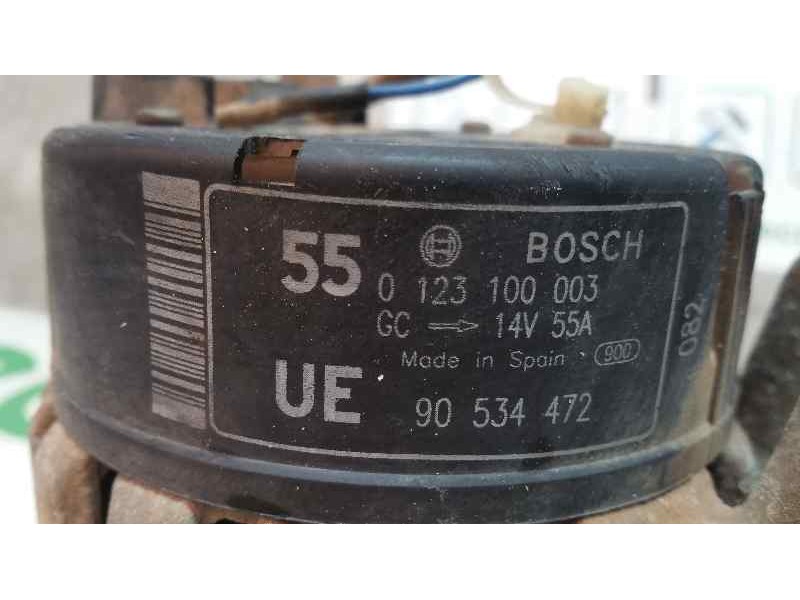 55 BOSCH
0 123 100 003
GC → 14V 55A
Made in Spain 900
UE 90 534 472
082